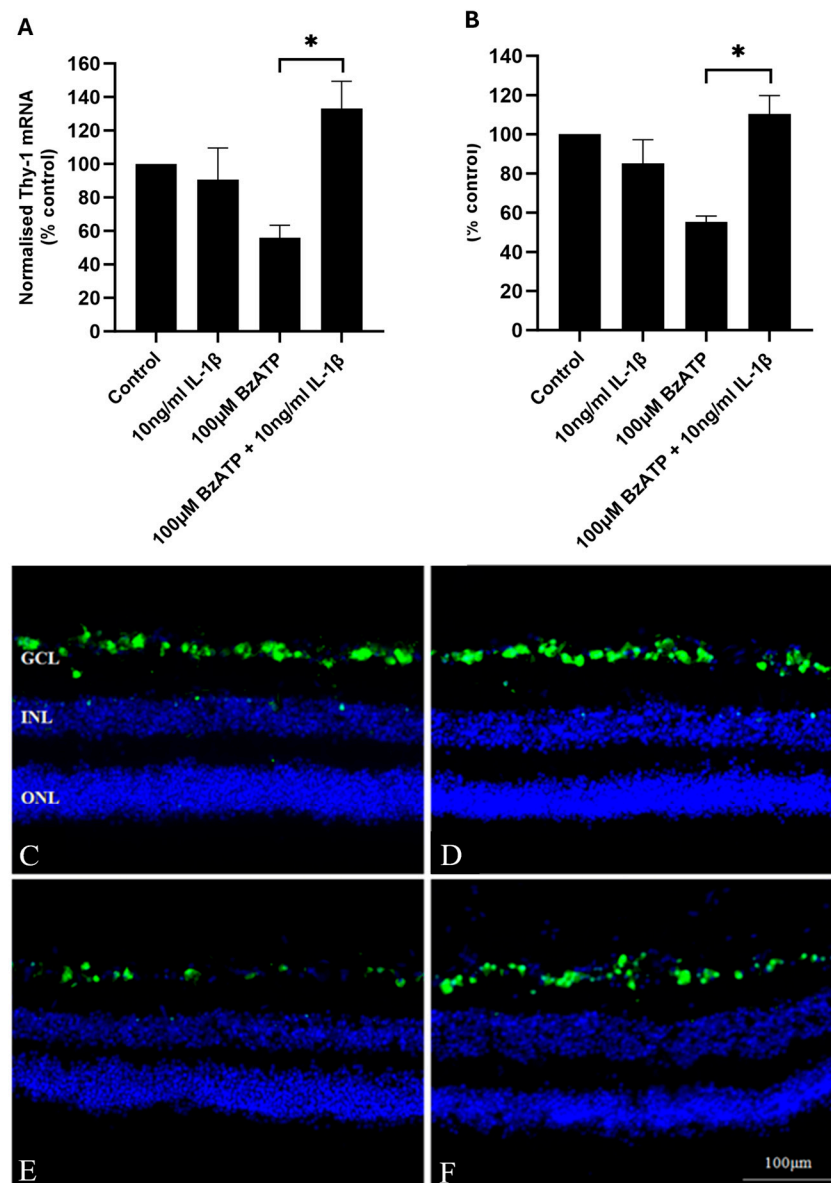 A
*
160
140
120
100
80
60
40
20
0
Normalised Thy-1 mRNA
(% control)
Control
10ng/ml IL-1β
100μM BzATP
100μM BzATP + 10ng/ml IL-1β
B
*
140
120
100
80
60
40
20
0
(% control)
Control
10ng/ml IL-1β
100μM BzATP
100μM BzATP + 10ng/ml IL-1β
GCL
INL
ONL
C
D
E
F
100μm